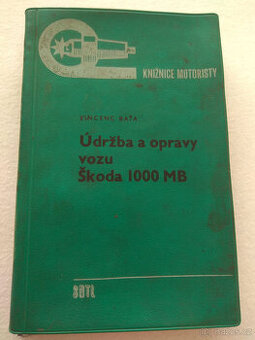 KNIŽNICE MOTORISTY
VINCENC BAŤA
Údržba a opravy
vozu
Škoda 1000 MB
SNTL